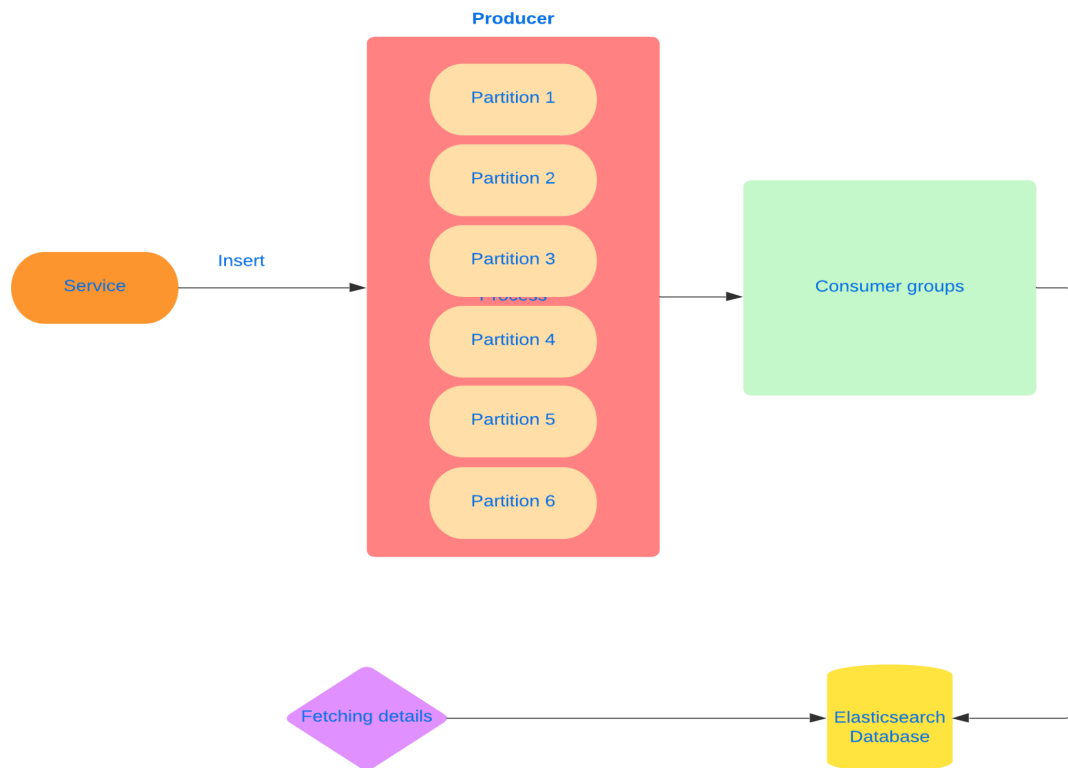 Producer
Partition 1
Partition 2
Insert
Partition 3
Service
Consumer groups
Process
Partition 4
Partition 5
Partition 6
Fetching details
Elasticsearch
Database